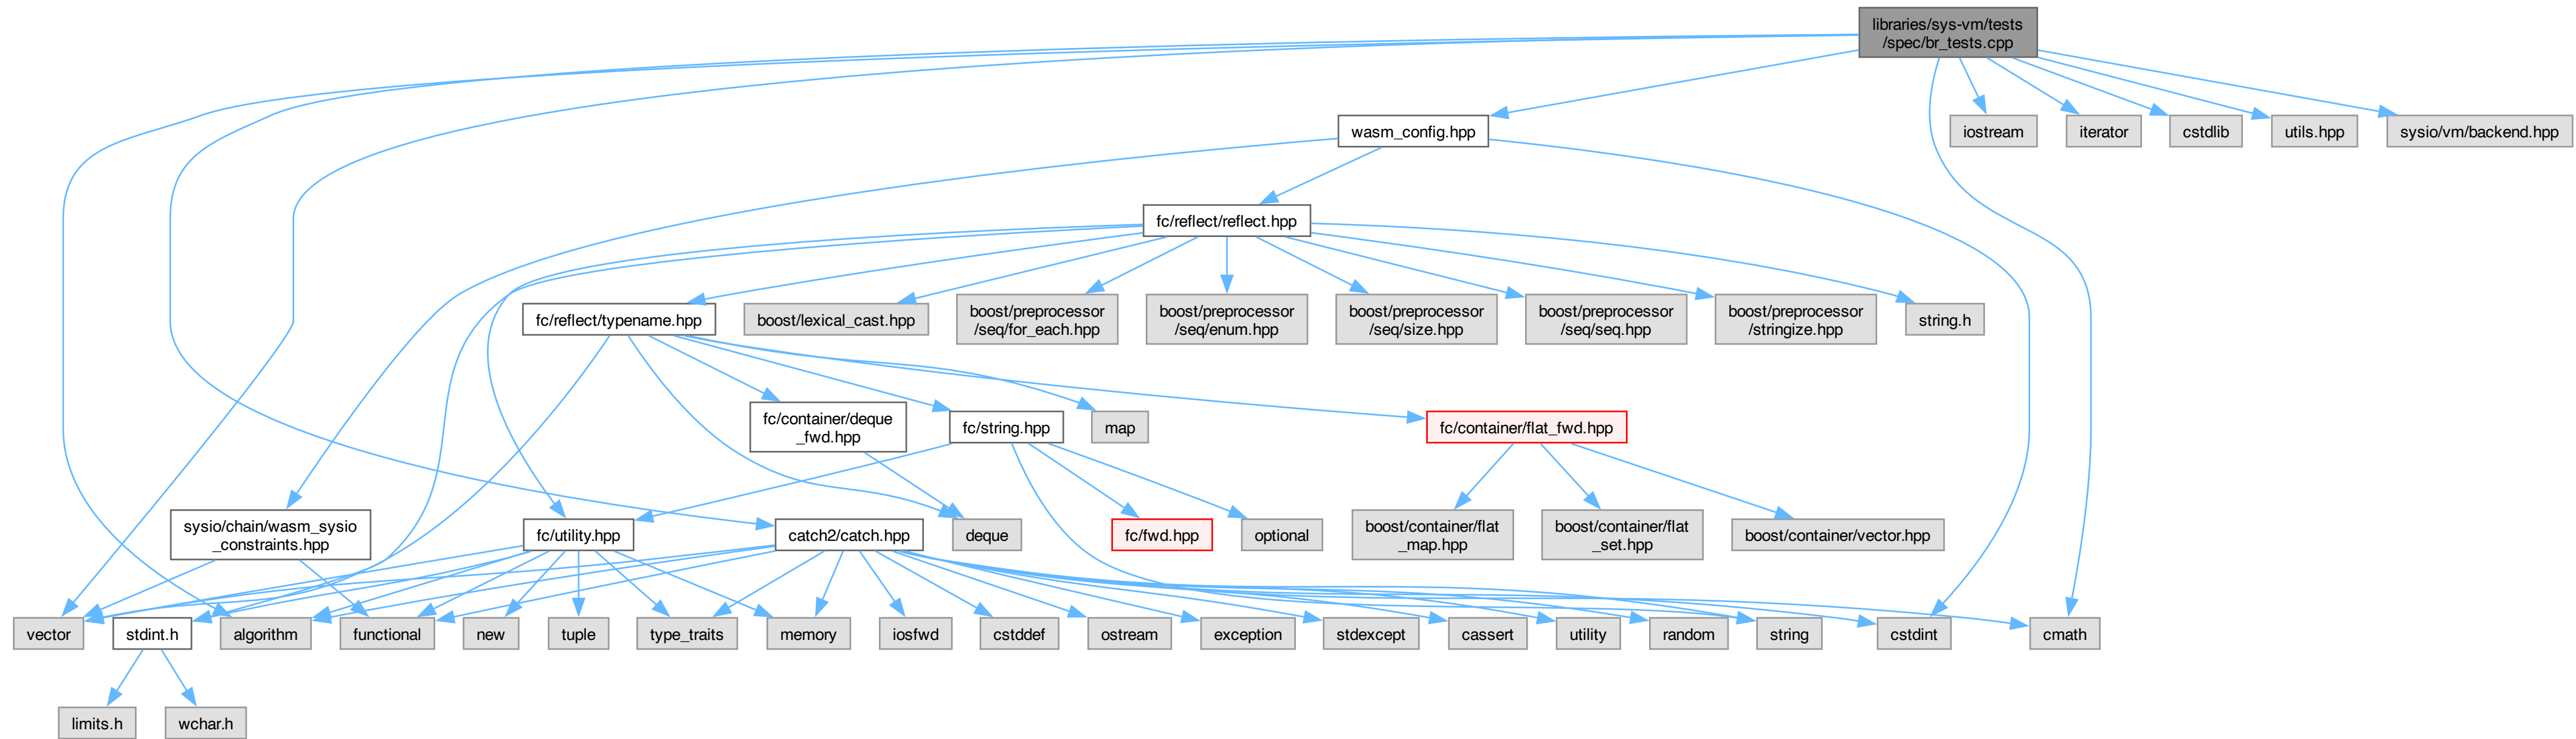 libraries/sys-vm/tests
/spec/br_tests.cpp
wasm_config.hpp
iostream
iterator
cstdlib
utils.hpp
sysio/vm/backend.hpp
fc/reflect/reflect.hpp
fc/reflect/typename.hpp
boost/lexical_cast.hpp
boost/preprocessor
/seq/for_each.hpp
boost/preprocessor
/seq/enum.hpp
boost/preprocessor
/seq/size.hpp
boost/preprocessor
/seq/seq.hpp
boost/preprocessor
/stringize.hpp
string.h
fc/container/deque
_fwd.hpp
fc/string.hpp
map
fc/container/flat_fwd.hpp
sysio/chain/wasm_sysio
_constraints.hpp
fc/utility.hpp
catch2/catch.hpp
deque
fc/fwd.hpp
optional
boost/container/flat
_map.hpp
boost/container/flat
_set.hpp
boost/container/vector.hpp
vector
stdint.h
algorithm
functional
new
tuple
type_traits
memory
iosfwd
cstddef
ostream
exception
stdexcept
cassert
utility
random
string
cstdint
cmath
limits.h
wchar.h